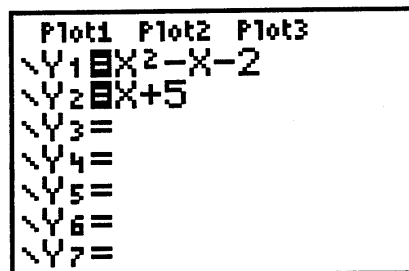 Plot1 Plot2 Plot3
\Y1=X²-X-2
\Y2=X+5
\Y3=
\Y4=
\Y5=
\Y6=
\Y7=